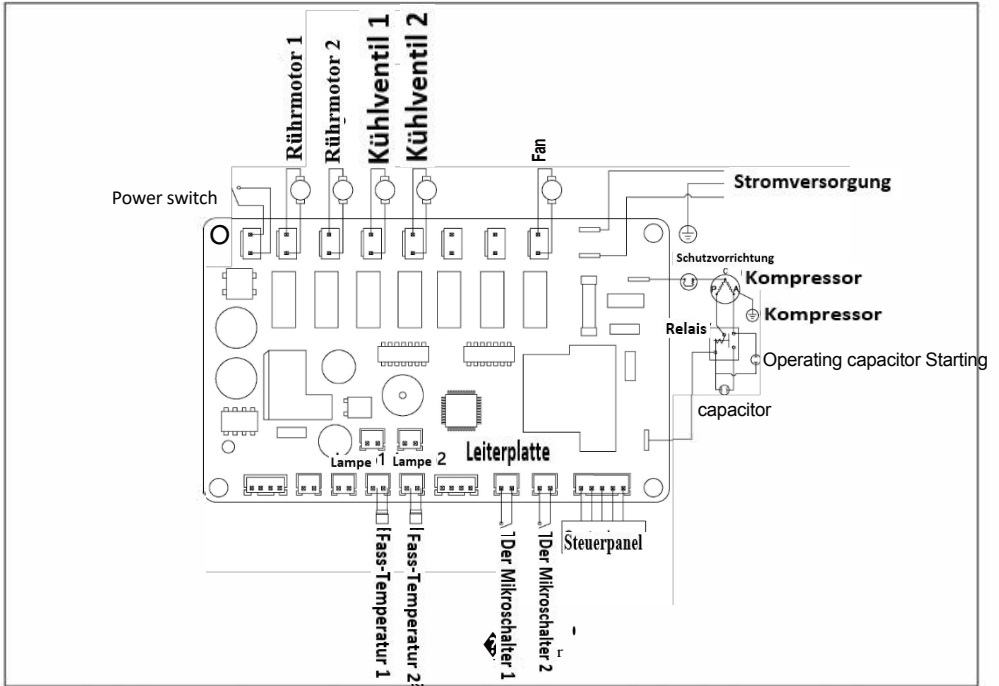 Rührmotor 1
Rührmotor 2
Kühlventil 1
Kühlventil 2
Fan
Power switch
Stromversorgung
Schutzvorrichtung
C
Kompressor
P A
Kompressor
Relais
Operating capacitor Starting
capacitor
Leiterplatte
Lampe 1
Lampe 2
Steuerpanel
Fass-Temperatur 1
Fass-Temperatur 2
Der Mikroschalter 1
Der Mikroschalter 2
r